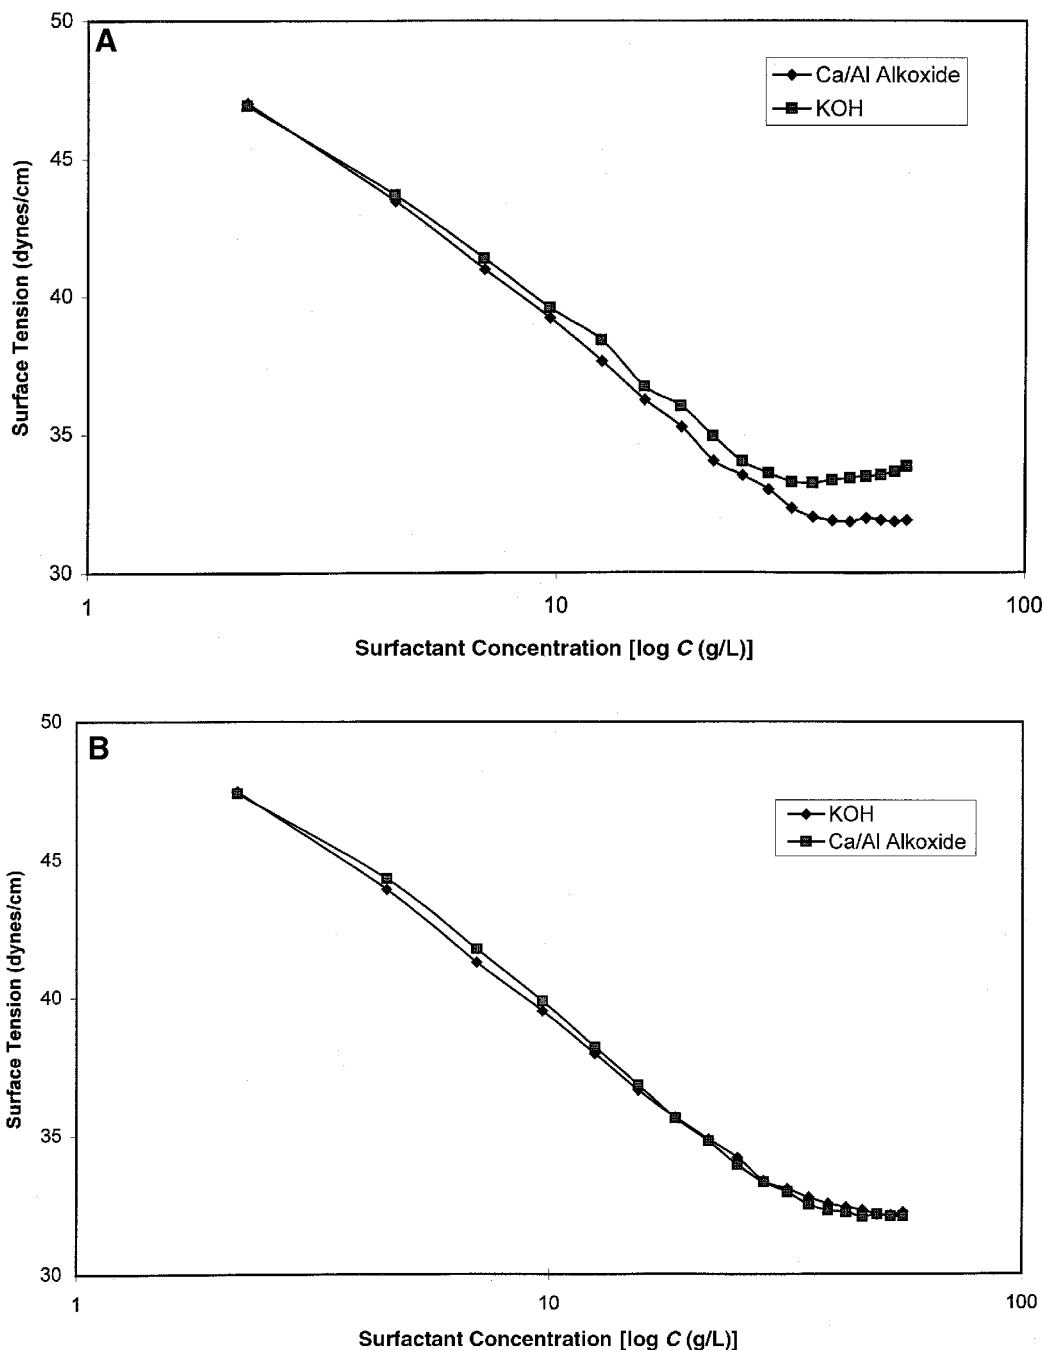 A
50
45
40
35
30
Surface Tension (dynes/cm)
Ca/Al Alkoxide
KOH
1
10
100
Surfactant Concentration [log C (g/L)]
B
50
45
40
35
30
Surface Tension (dynes/cm)
KOH
Ca/Al Alkoxide
1
10
100
Surfactant Concentration [log C (g/L)]